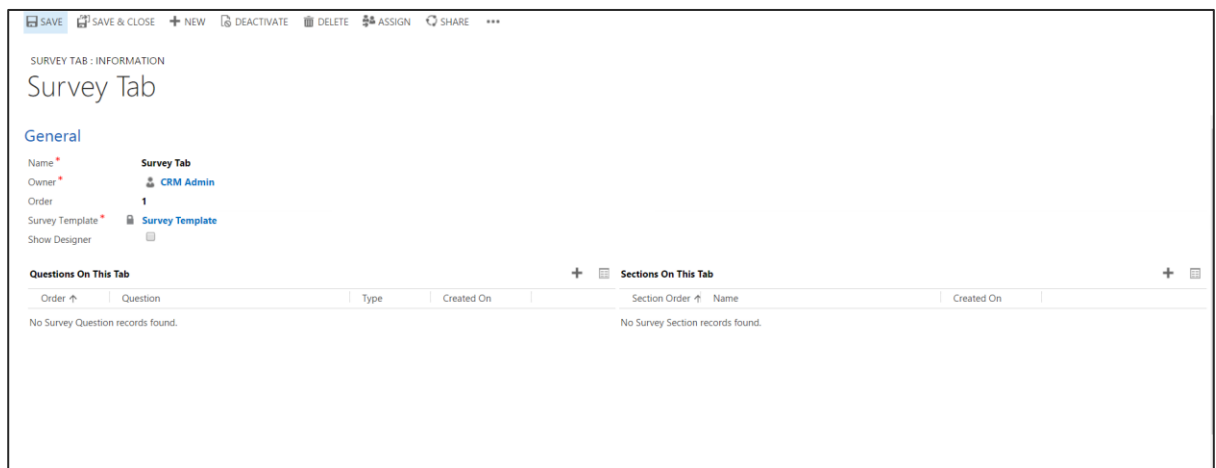 SAVE SAVE & CLOSE NEW DEACTIVATE DELETE ASSIGN SHARE •••
SURVEY TAB : INFORMATION
Survey Tab
General
Name * Survey Tab
Owner * CRM Admin
Order 1
Survey Template * Survey Template
Show Designer
Questions On This Tab Sections On This Tab
Order ↑ Question Type Created On Section Order ↑ Name Created On
No Survey Question records found. No Survey Section records found.